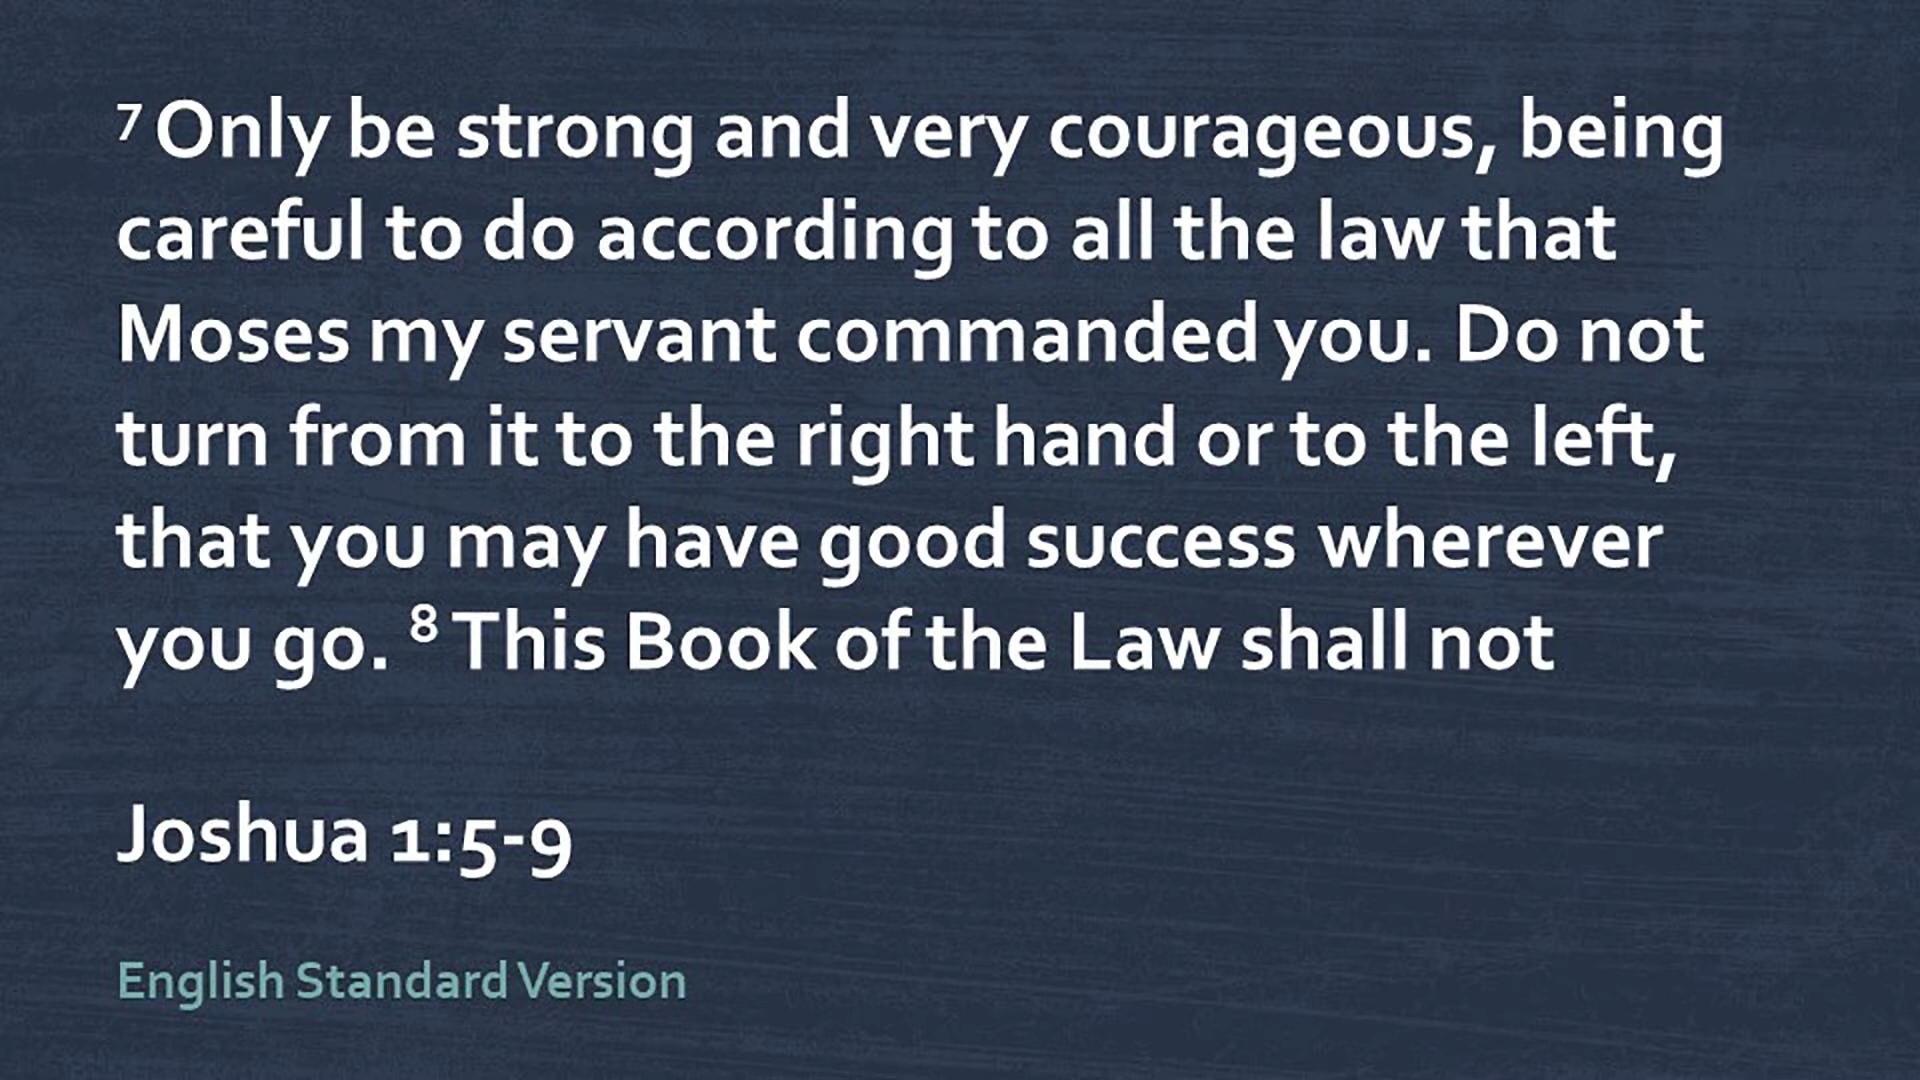 7 Only be strong and very courageous, being
careful to do according to all the law that
Moses my servant commanded you. Do not
turn from it to the right hand or to the left,
that you may have good success wherever
you go. 8 This Book of the Law shall not
Joshua 1:5-9
English Standard Version